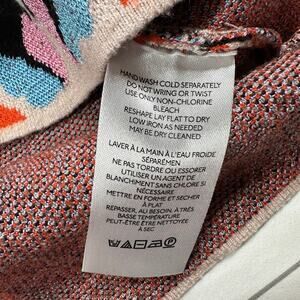 HAND WASH COLD SEPARATELY
DO NOT WRING OR TWIST
USE ONLY NON-CHLORINE
BLEACH
RESHAPE LAY FLAT TO DRY
LOW IRON AS NEEDED
MAY BE DRY CLEANED
LAVER À LA MAIN À L'EAU FROIDE
SÉPARÉMEN
NE PAS TORDRE OU ESSORER
UTILISER UN AGENT DE
BLANCHIMENT SANS CHLORE SI
NÉCESSAIRE
METTRE EN FORME ET SÉCHER
À PLAT
REPASSER, AU BESOIN, À TRÈS
BASSE TEMPÉRATURE
PEUT-ÊTRE ÊTRE NETTOYÉE
À SEC